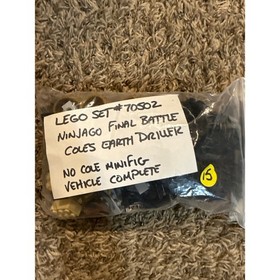 LEGO SET #70502
NINJAGO FINAL BATTLE
COLES EARTH DRILLER
NO COLE MINIFIG
VEHICLE COMPLETE
15